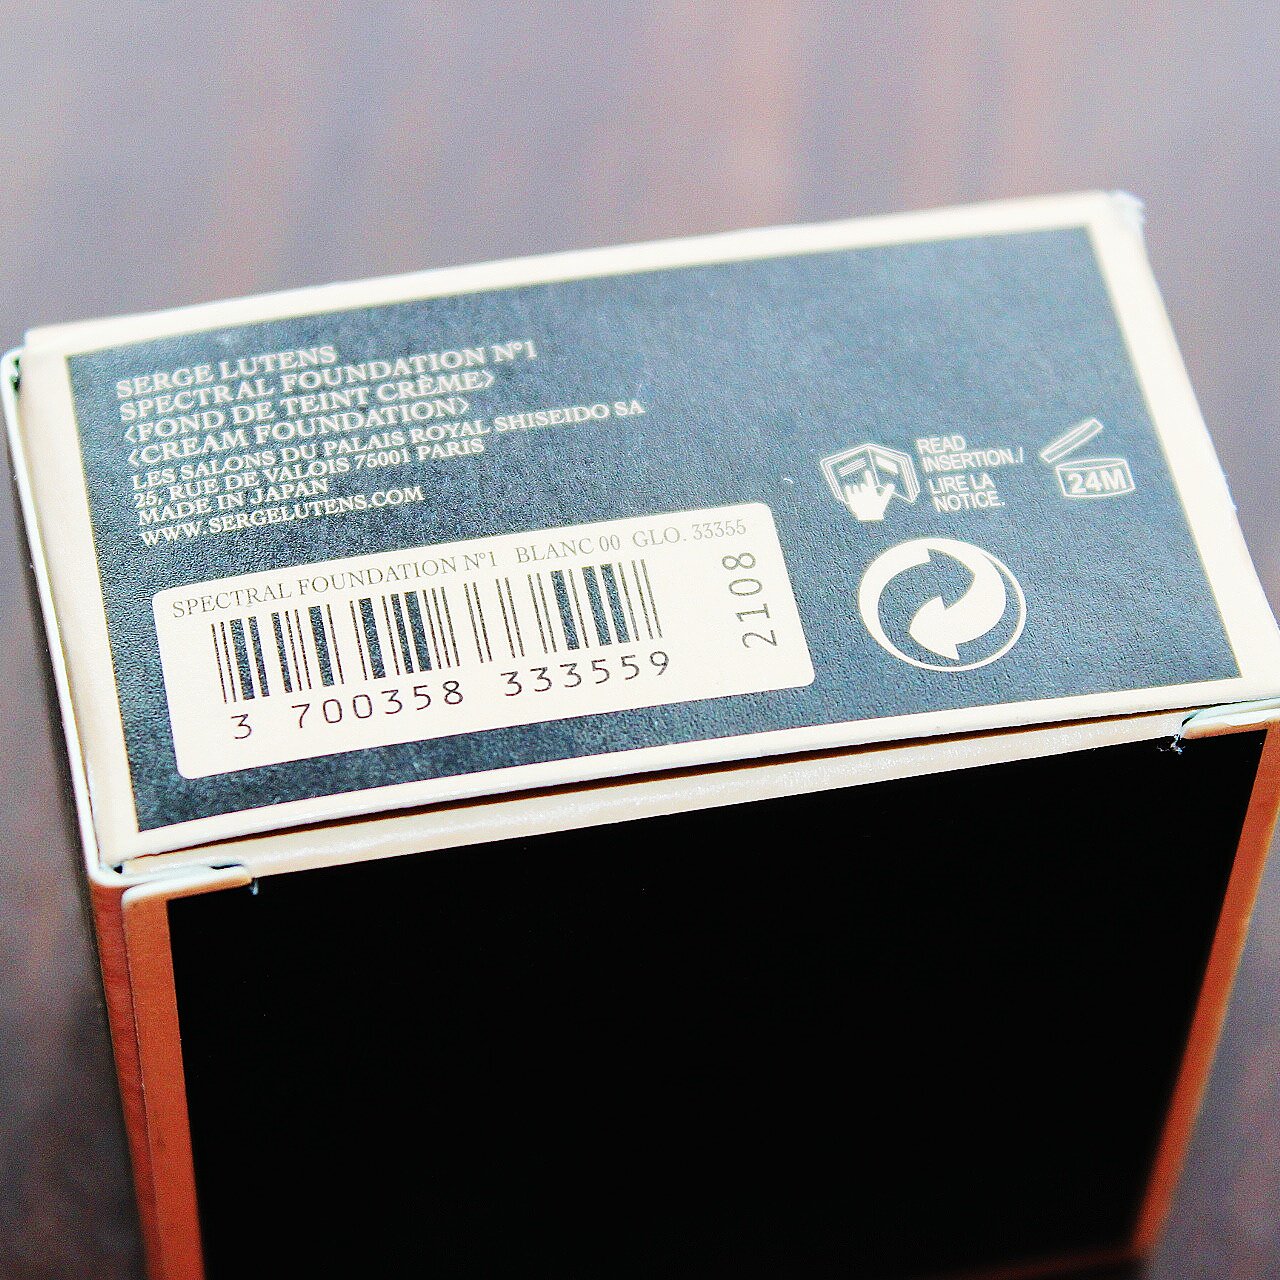 SERGE LUTENS
SPECTRAL FOUNDATION N°1
‹FOND DE TEINT CRÈME›
‹CREAM FOUNDATION›
LES SALONS DU PALAIS ROYAL SHISEIDO SA
25, RUE DE VALOIS 75001 PARIS
MADE IN JAPAN
WWW.SERGELUTENS.COM
READ
INSERTION./
LIRE LA
NOTICE.
24M
SPECTRAL FOUNDATION N°1 BLANC 00 GLO. 33355
3 700358 333559
2108